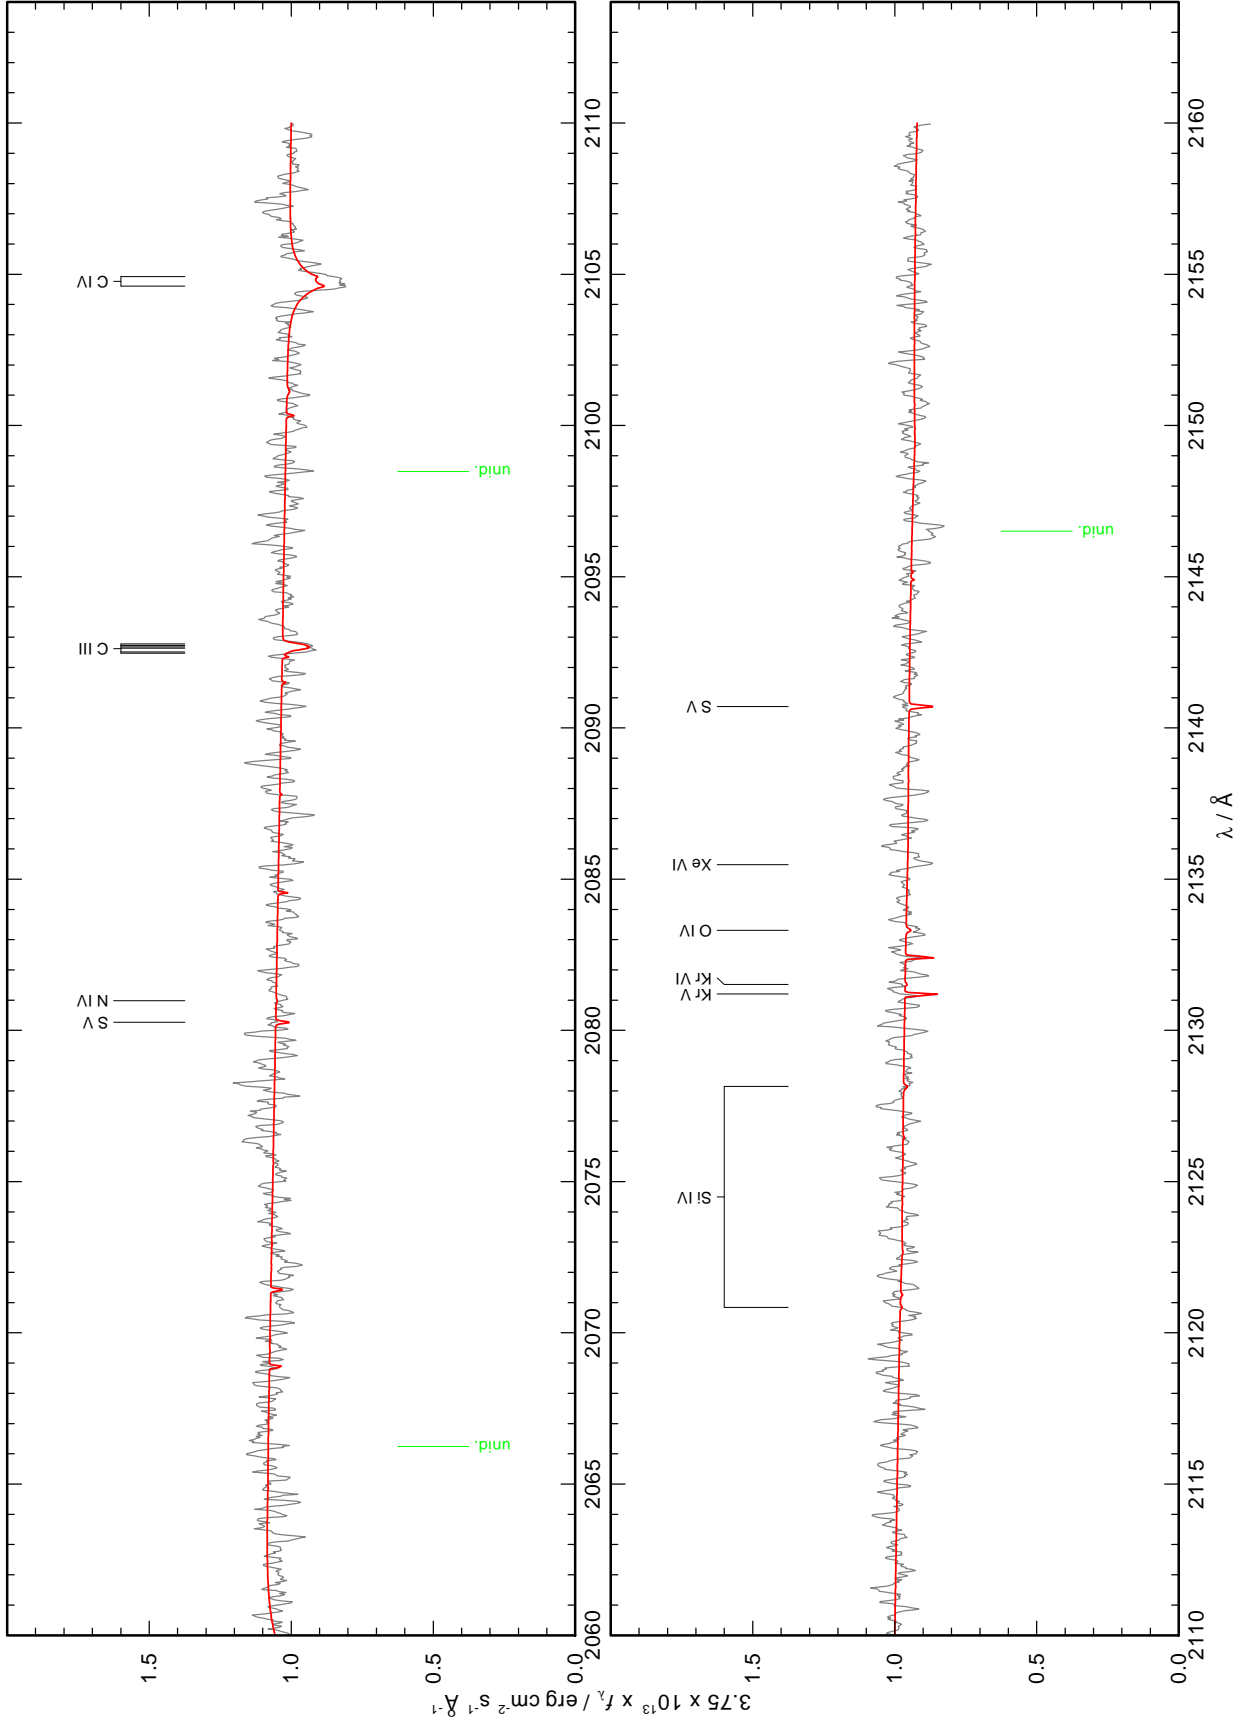 C IV
C III
N IV
S V
unid.
unid.
1.5
1.0
0.5
0.0
2060
2065
2070
2075
2080
2085
2090
2095
2100
2105
2110
S V
Xe VI
O IV
Kr VI
Kr V
Si IV
unid.
1.5
1.0
0.5
0.0
2110
2115
2120
2125
2130
2135
2140
2145
2150
2155
2160
λ / Å
3.75 x 10¹³ x f_λ / erg cm⁻² s⁻¹ Å⁻¹